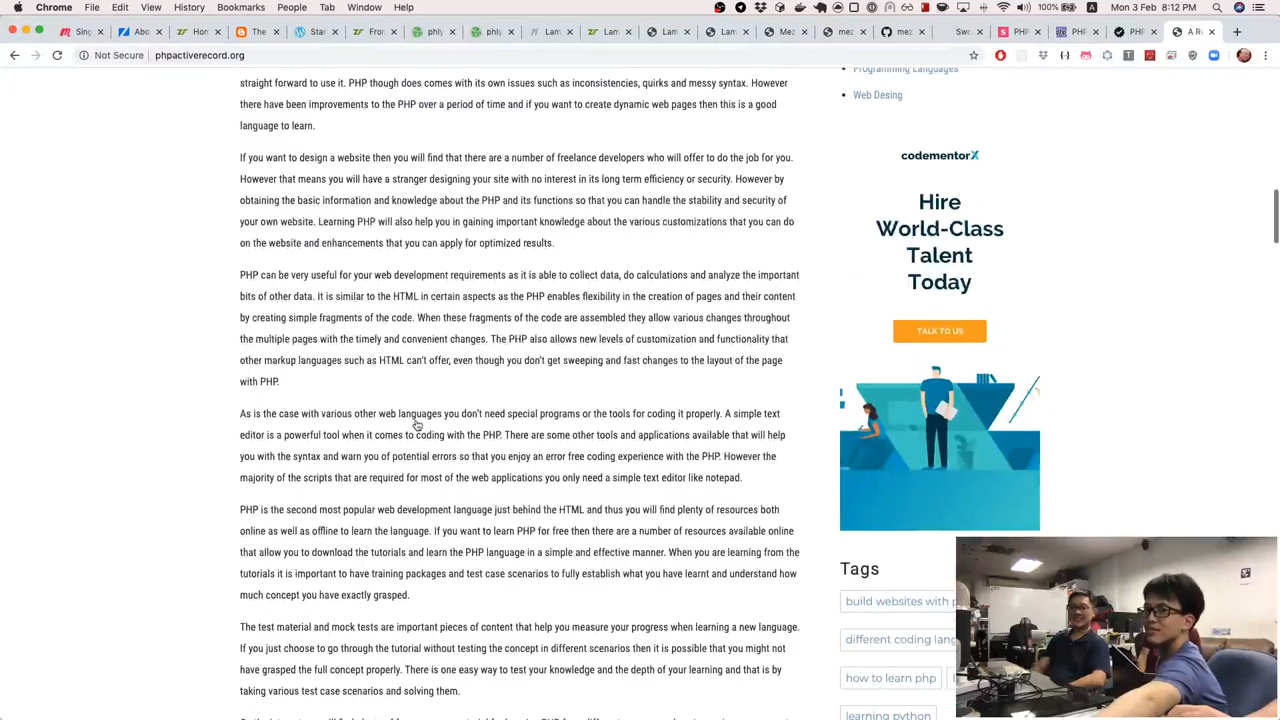 Chrome File Edit View History Bookmarks People Tab Window Help
100% Mon 3 Feb 8:12 PM
Sing Abo The Star Fron phly phly Lam Lam Lam Lam Mez mez mez Swo PHP PHP PHP A R
Not Secure phpactiverecord.org
straight forward to use it. PHP though does comes with its own issues such as inconsistencies, quirks and messy syntax. However
there have been improvements to the PHP over a period of time and if you want to create dynamic web pages then this is a good
language to learn.
If you want to design a website then you will find that there are a number of freelance developers who will offer to do the job for you.
However that means you will have a stranger designing your site with no interest in its long term efficiency or security. However by
obtaining the basic information and knowledge about the PHP and its functions so that you can handle the stability and security of
your own website. Learning PHP will also help you in gaining important knowledge about the various customizations that you can do
on the website and enhancements that you can apply for optimized results.
PHP can be very useful for your web development requirements as it is able to collect data, do calculations and analyze the important
bits of other data. It is similar to the HTML in certain aspects as the PHP enables flexibility in the creation of pages and their content
by creating simple fragments of the code. When these fragments of the code are assembled they allow various changes throughout
the multiple pages with the timely and convenient changes. The PHP also allows new levels of customization and functionality that
other markup languages such as HTML can't offer, even though you don't get sweeping and fast changes to the layout of the page
with PHP.
As is the case with various other web languages you don't need special programs or the tools for coding it properly. A simple text
editor is a powerful tool when it comes to coding with the PHP. There are some other tools and applications available that will help
you with the syntax and warn you of potential errors so that you enjoy an error free coding experience with the PHP. However the
majority of the scripts that are required for most of the web applications you only need a simple text editor like notepad.
PHP is the second most popular web development language just behind the HTML and thus you will find plenty of resources both
online as well as offline to learn the language. If you want to learn PHP for free then there are a number of resources available online
that allow you to download the tutorials and learn the PHP language in a simple and effective manner. When you are learning from the
tutorials it is important to have training packages and test case scenarios to fully establish what you have learnt and understand how
much concept you have exactly grasped.
The test material and mock tests are important pieces of content that help you measure your progress when learning a new language.
If you just choose to go through the tutorial without testing the concept in different scenarios then it is possible that you might not
have grasped the full concept properly. There is one easy way to test your knowledge and the depth of your learning and that is by
taking various test case scenarios and solving them.
Programming Languages
Web Desing
codementorX
Hire
World-Class
Talent
Today
TALK TO US
Tags
build websites with p
different coding lang
how to learn php
learning python